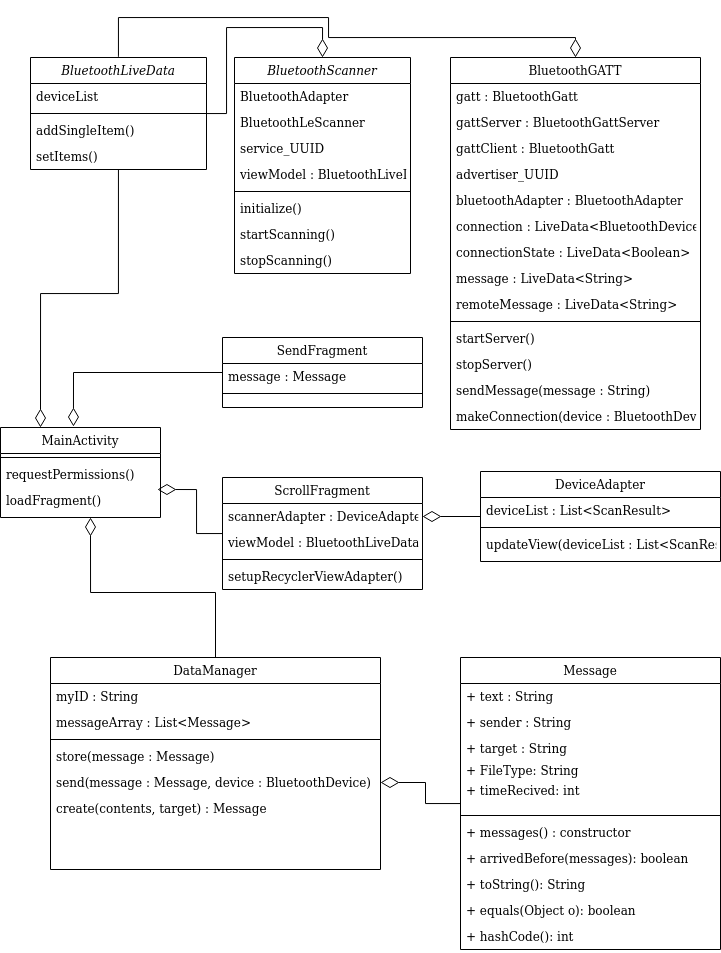 BluetoothLiveData
deviceList
addSingleItem()
setItems()
BluetoothScanner
BluetoothAdapter
BluetoothLeScanner
service_UUID
viewModel : BluetoothLiveI
initialize()
startScanning()
stopScanning()
BluetoothGATT
gatt : BluetoothGatt
gattServer : BluetoothGattServer
gattClient : BluetoothGatt
advertiser_UUID
bluetoothAdapter : BluetoothAdapter
connection : LiveData<BluetoothDevice
connectionState : LiveData<Boolean>
message : LiveData<String>
remoteMessage : LiveData<String>
startServer()
stopServer()
sendMessage(message : String)
makeConnection(device : BluetoothDev
SendFragment
message : Message
MainActivity
requestPermissions()
loadFragment()
ScrollFragment
scannerAdapter : DeviceAdapte
viewModel : BluetoothLiveData
setupRecyclerViewAdapter()
DeviceAdapter
deviceList : List<ScanResult>
updateView(deviceList : List<ScanRe
DataManager
myID : String
messageArray : List<Message>
store(message : Message)
send(message : Message, device : BluetoothDevice)
create(contents, target) : Message
Message
+ text : String
+ sender : String
+ target : String
+ FileType: String
+ timeRecived: int
+ messages() : constructor
+ arrivedBefore(messages): boolean
+ toString(): String
+ equals(Object o): boolean
+ hashCode(): int